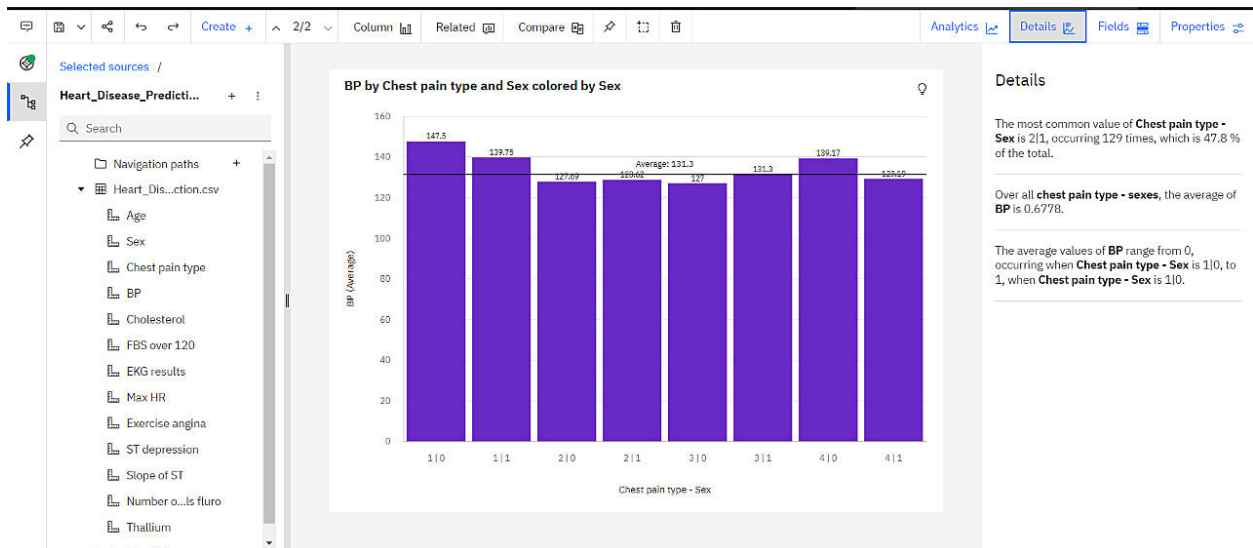 Create +
2/2
Column
Related
Compare
Analytics
Details
Fields
Properties
Selected sources /
Heart_Disease_Predicti...
+
Search
Navigation paths
+
Heart_Dis...ction.csv
Age
Sex
Chest pain type
BP
Cholesterol
FBS over 120
EKG results
Max HR
Exercise angina
ST depression
Slope of ST
Number o...ls fluro
Thallium
BP by Chest pain type and Sex colored by Sex
BP (Average)
160
140
120
100
80
60
40
20
0
147.5
139.75
127.69
128.62
127
131.3
139.17
129.19
Average: 131.3
1|0
1|1
2|0
2|1
3|0
3|1
4|0
4|1
Chest pain type - Sex
Details
The most common value of Chest pain type -
Sex is 2|1, occurring 129 times, which is 47.8 %
of the total.
Over all chest pain type - sexes, the average of
BP is 0.6778.
The average values of BP range from 0,
occurring when Chest pain type - Sex is 1|0, to
1, when Chest pain type - Sex is 1|0.